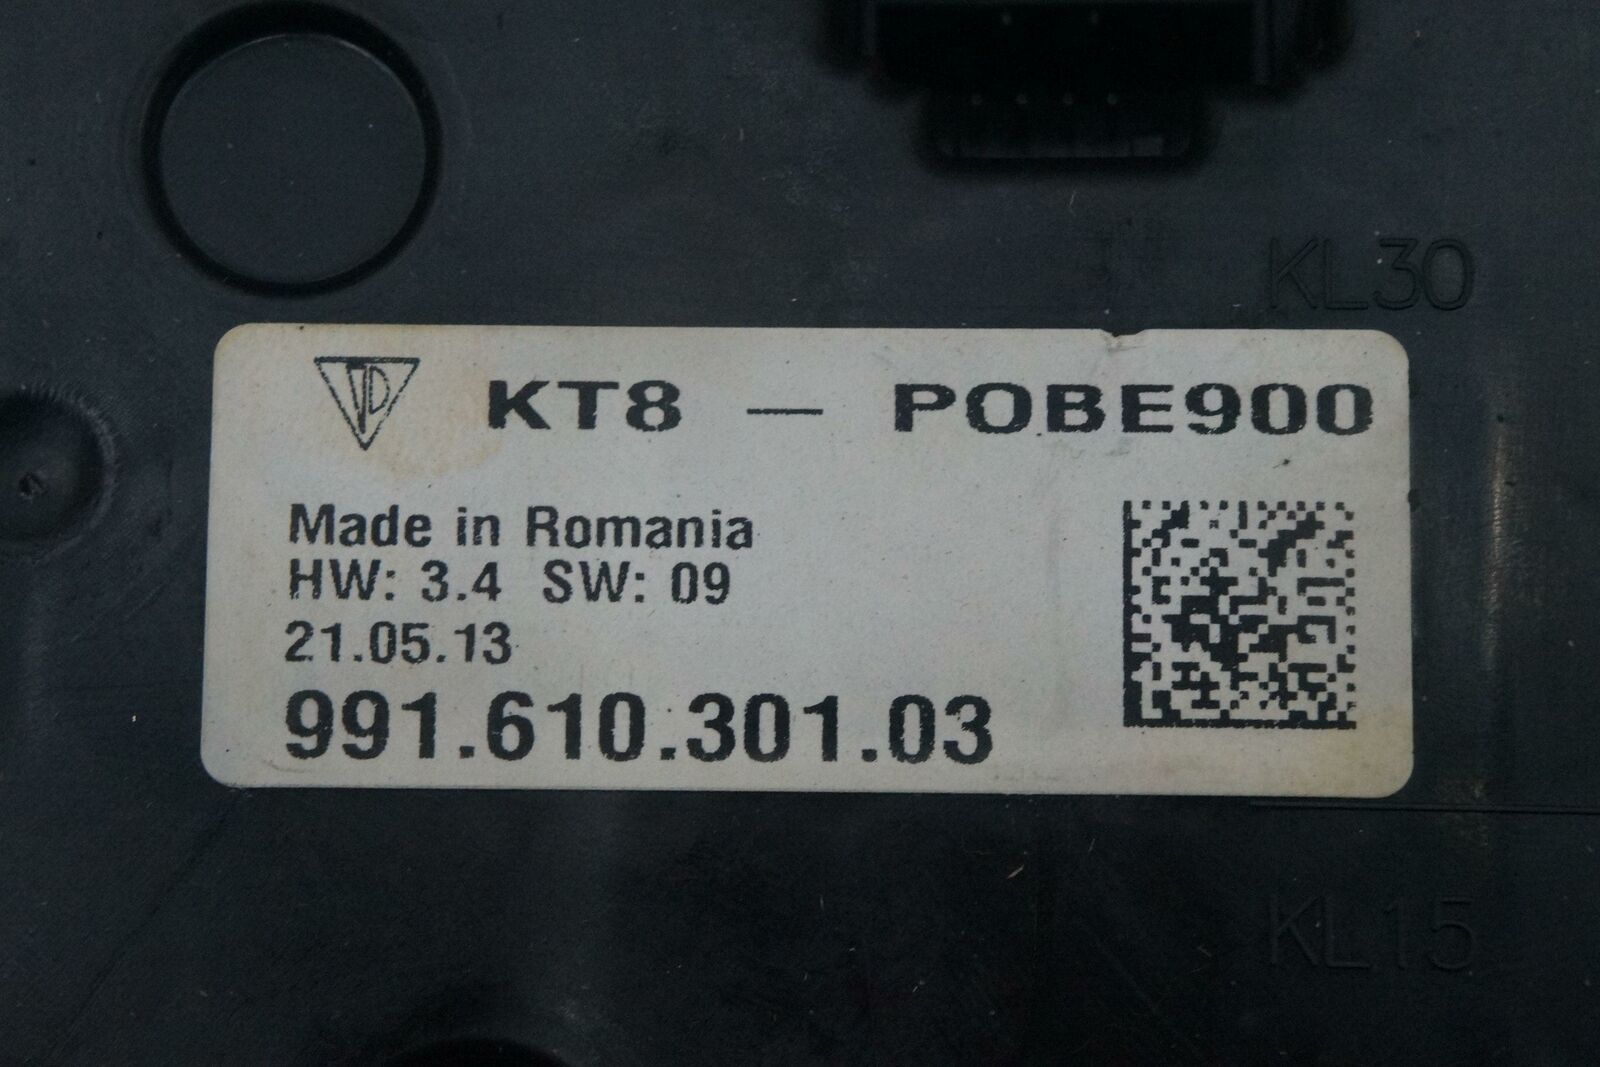 KL30
KT8 — POBE900
Made in Romania
HW: 3.4 SW: 09
21.05.13
991.610.301.03
KL15